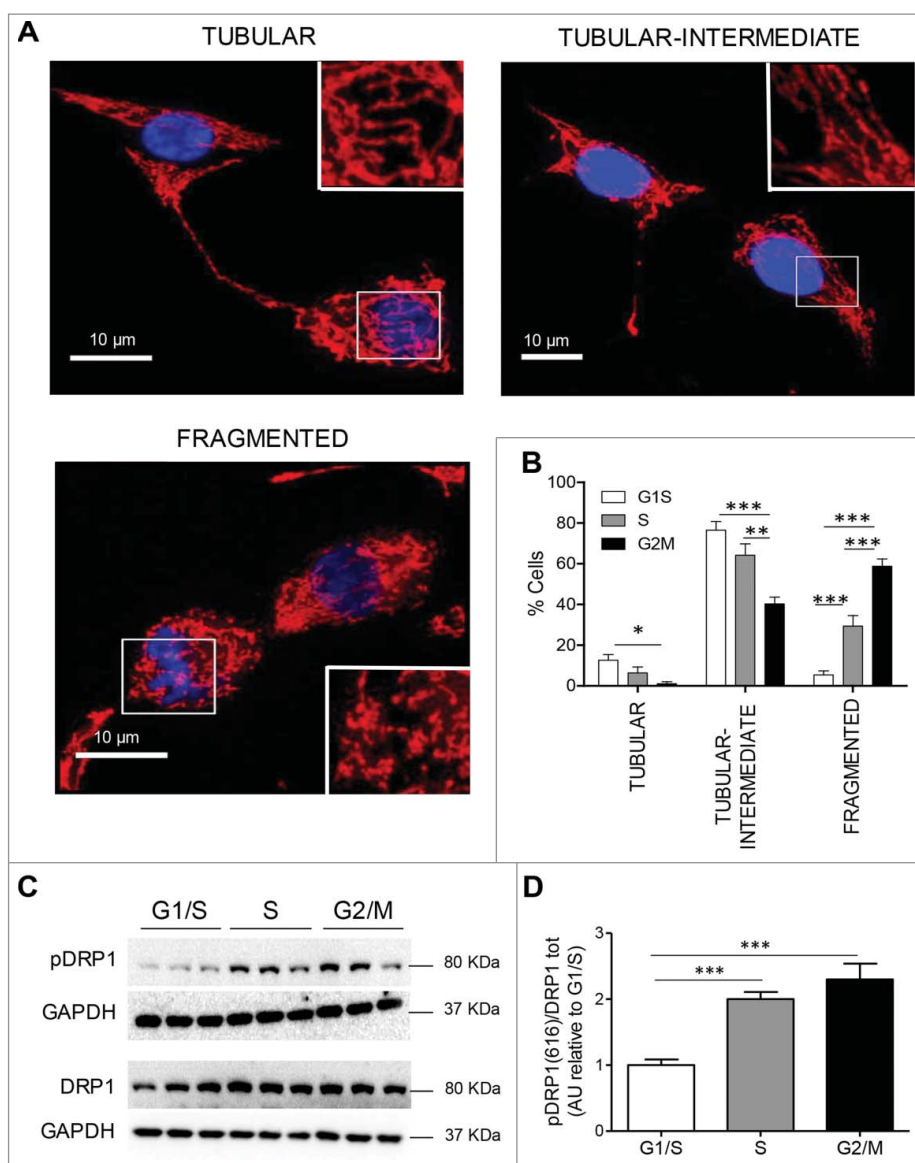 A
TUBULAR
TUBULAR-INTERMEDIATE
10 µm
10 µm
FRAGMENTED
10 µm
B
100
80
60
40
20
0
% Cells
G1S
S
G2M
*
***
**
***
***
***
TUBULAR
TUBULAR-
INTERMEDIATE
FRAGMENTED
C
G1/S S G2/M
pDRP1 80 KDa
GAPDH 37 KDa
DRP1 80 KDa
GAPDH 37 KDa
D
pDRP1(616)/DRP1 tot
(AU relative to G1/S)
3
2
1
0
***
***
G1/S S G2/M